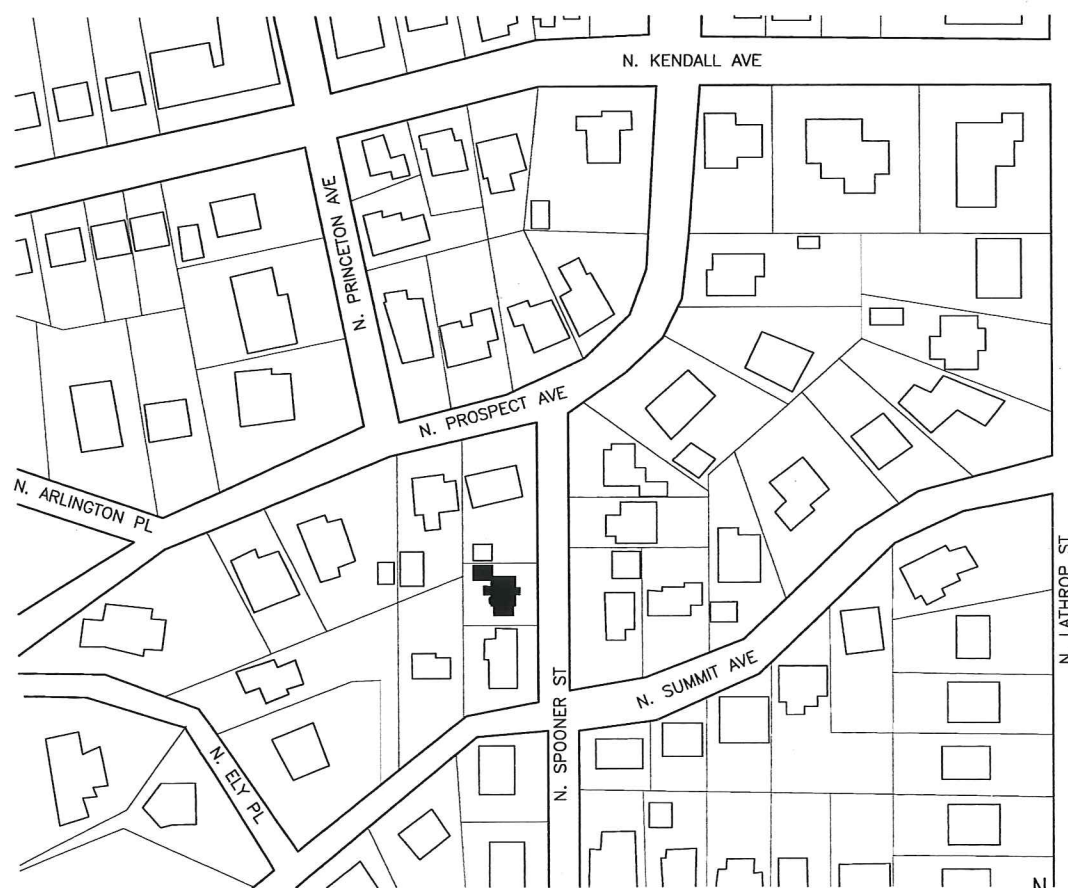 N. KENDALL AVE
N. PRINCETON AVE
N. PROSPECT AVE
N. ARLINGTON PL
N. LATHROP ST
N. SUMMIT AVE
N. SPOONER ST
N. ELY PL
N